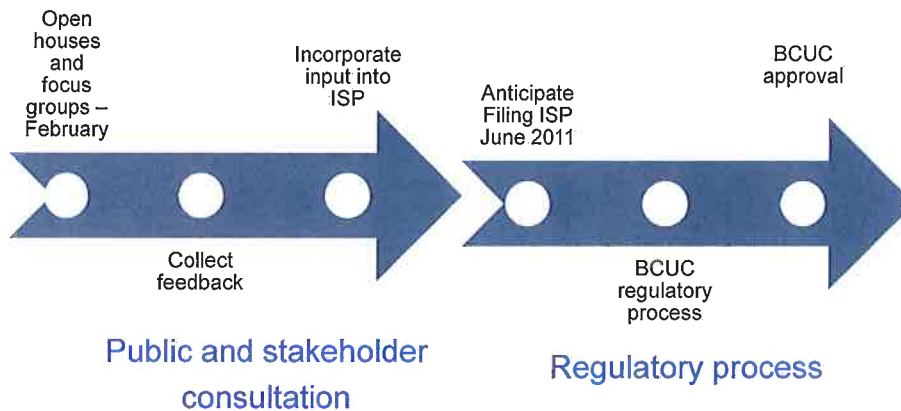 Open
houses
and
focus
groups –
February
Collect
feedback
Incorporate
input into
ISP
Public and stakeholder
consultation
Anticipate
Filing ISP
June 2011
BCUC
regulatory
process
BCUC
approval
Regulatory process